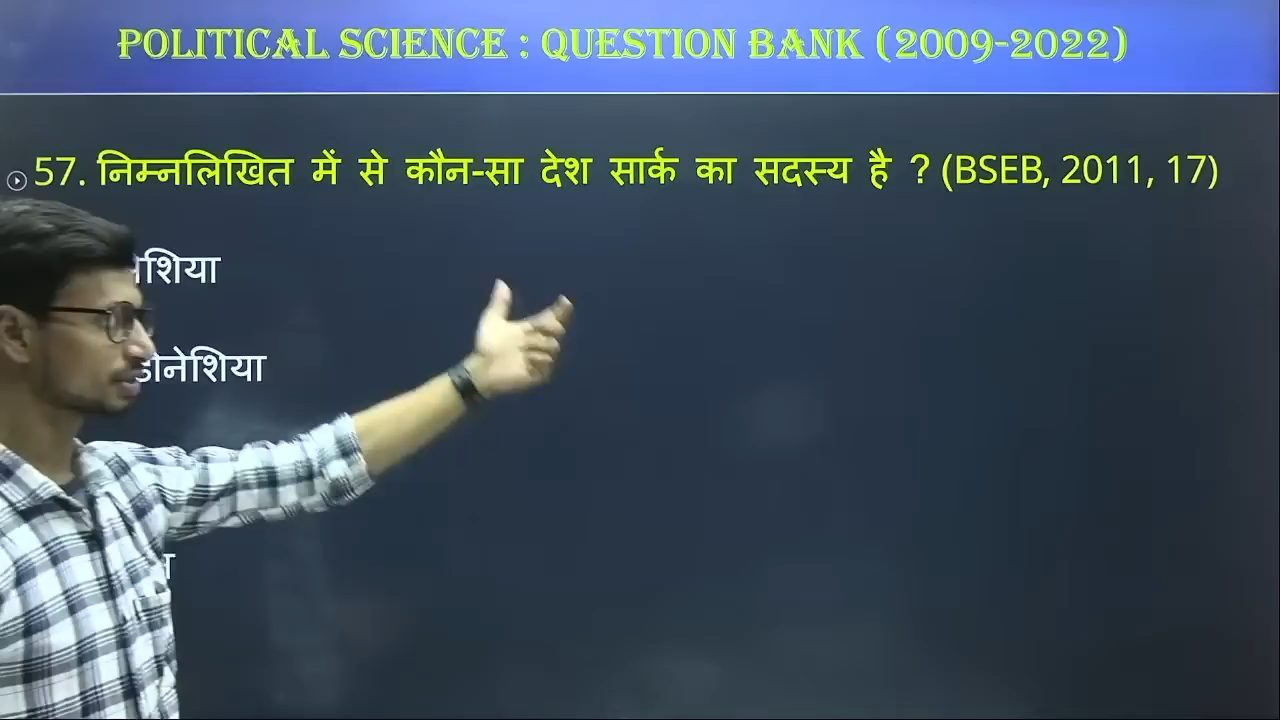 POLITICAL SCIENCE : QUESTION BANK (2009-2022)
57. निम्नलिखित में से कौन-सा देश सार्क का सदस्य है ? (BSEB, 2011, 17)